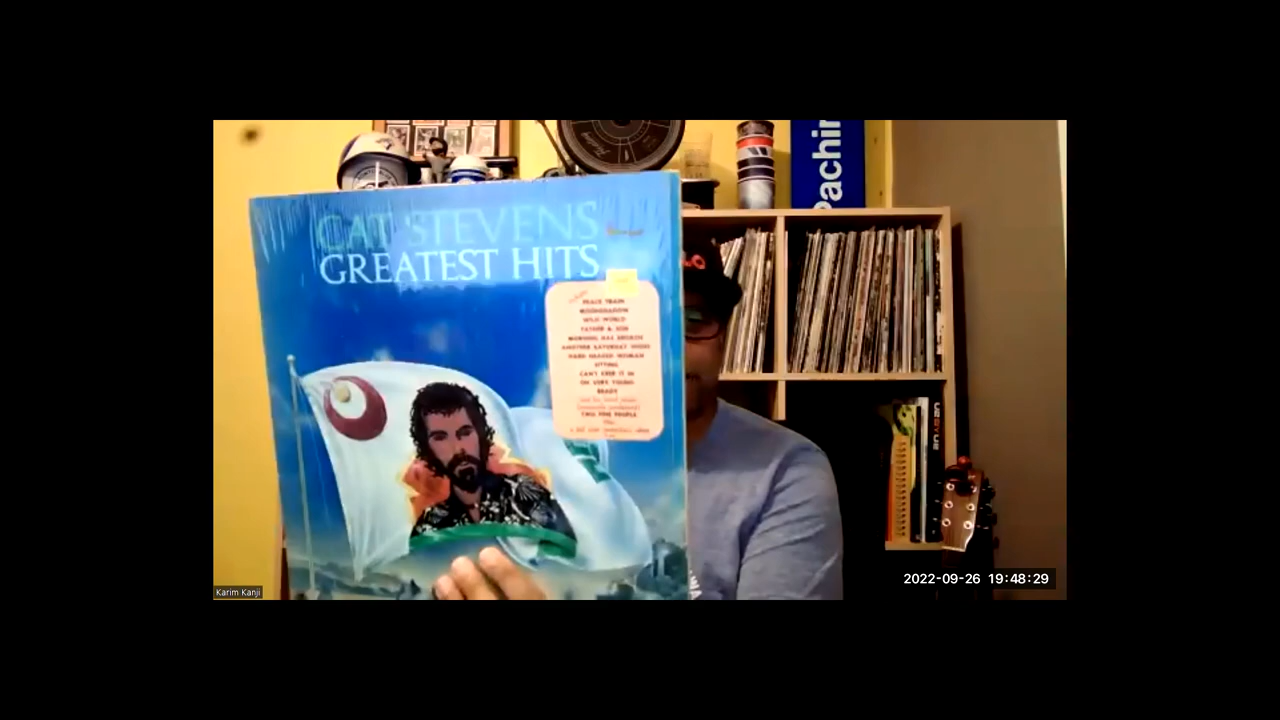 Pachin
CAT STEVENS
GREATEST HITS
PEACE TRAIN
MOONSHADOW
WILD WORLD
FATHER & SON
MORNING HAS BROKEN
ANOTHER SATURDAY NIGHT
HARD HEADED WOMAN
SITTING
CAN'T KEEP IT IN
OH VERY YOUNG
READY
TWO FINE PEOPLE
2022-09-26 19:48:29
Karim Kanji